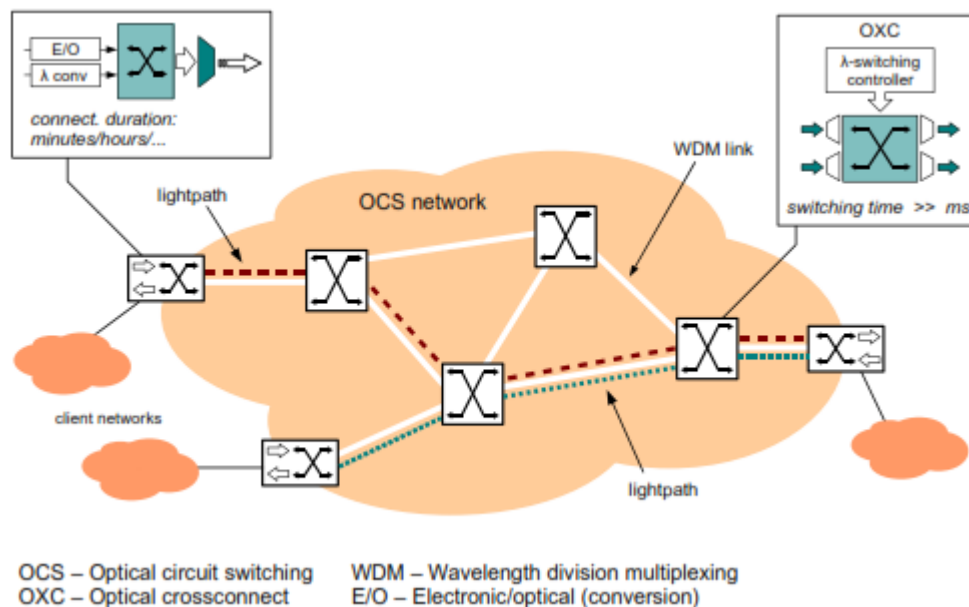 E/O
λ conv
connect. duration:
minutes/hours/...
OXC
λ-switching
controller
switching time >> ms
WDM link
lightpath
OCS network
client networks
lightpath
OCS – Optical circuit switching
WDM – Wavelength division multiplexing
OXC – Optical crossconnect
E/O – Electronic/optical (conversion)